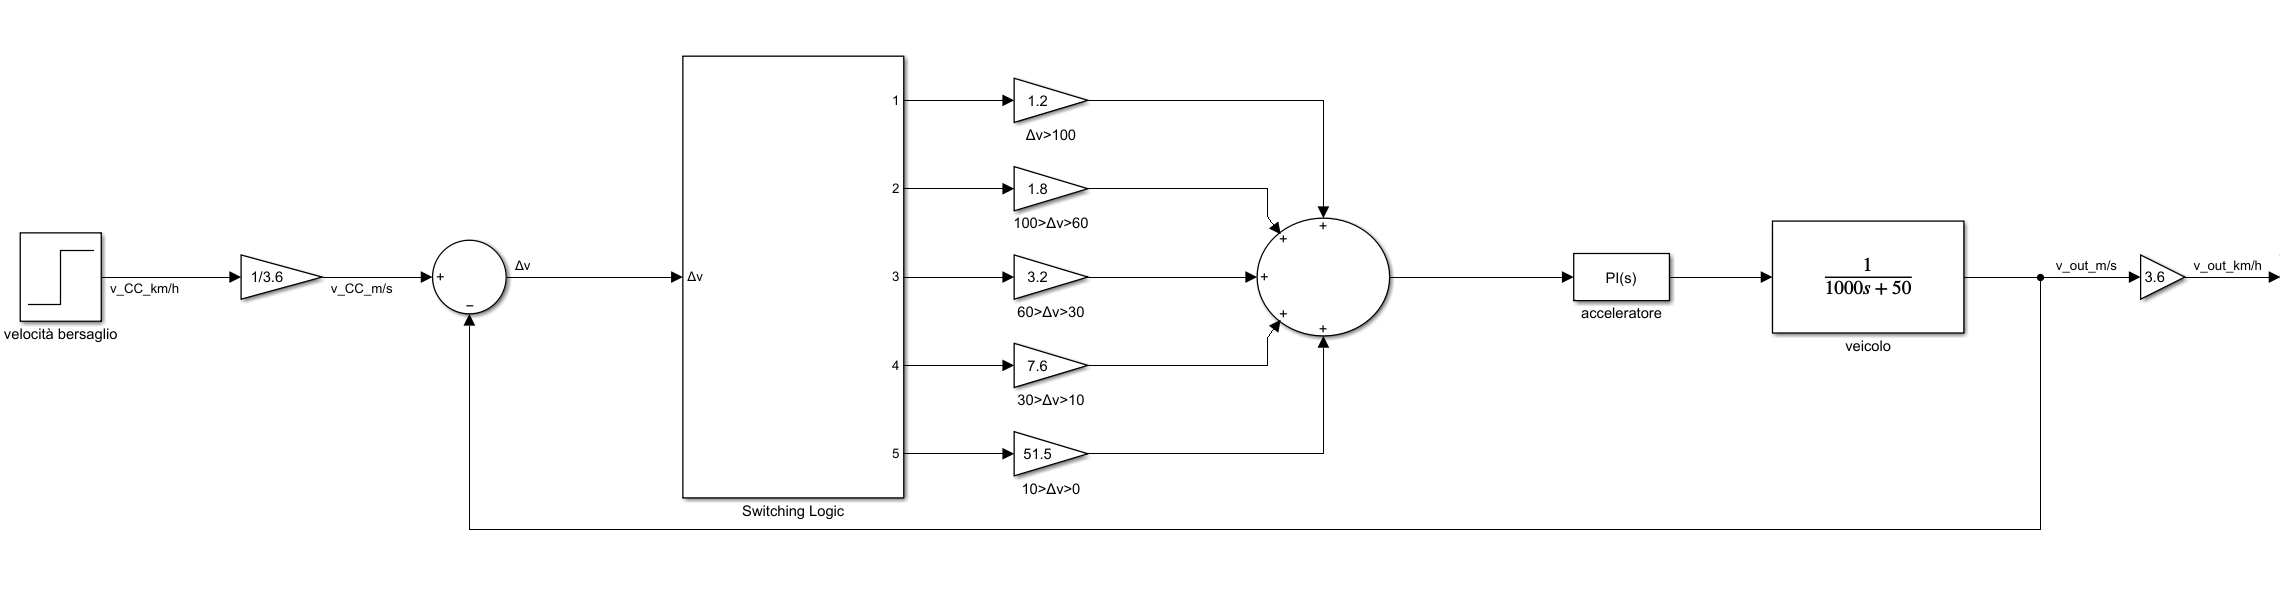 velocità bersaglio
v_CC_km/h
1/3.6
v_CC_m/s
+
−
Δv
Δv
1
2
3
4
5
Switching Logic
1.2
Δv>100
1.8
100>Δv>60
3.2
60>Δv>30
7.6
30>Δv>10
51.5
10>Δv>0
+
+
+
+
+
PI(s)
acceleratore
1
1000s + 50
veicolo
v_out_m/s
3.6
v_out_km/h